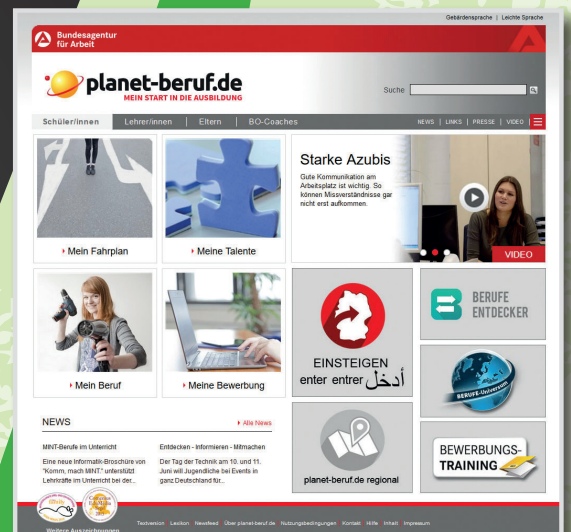 Gebärdensprache | Leichte Sprache
Bundesagentur
für Arbeit
planet-beruf.de
MEIN START IN DIE AUSBILDUNG
Suche
Schüler/innen | Lehrer/innen | Eltern | BO-Coaches
NEWS | LINKS | PRESSE | VIDEO
Mein Fahrplan
Meine Talente
Starke Azubis
Gute Kommunikation am
Arbeitsplatz ist wichtig. So
können Missverständnisse gar
nicht erst aufkommen.
VIDEO
Mein Beruf
Meine Bewerbung
EINSTEIGEN
enter entrer أدخل
BERUFE
ENTDECKER
BERUFE-Universum
planet-beruf.de regional
BEWERBUNGS-
TRAINING
NEWS
Alle News
MINT-Berufe im Unterricht
Eine neue Informatik-Broschüre von
"Komm, mach MINT." unterstützt
Lehrkräfte im Unterricht bei der...
Entdecken - Informieren - Mitmachen
Der Tag der Technik am 10. und 11.
Juni will Jugendliche bei Events in
ganz Deutschland für...
Textversion Lexikon Newsfeed Über planet-beruf.de Nutzungsbedingungen Kontakt Hilfe Inhalt Impressum
Weitere Auszeichnungen